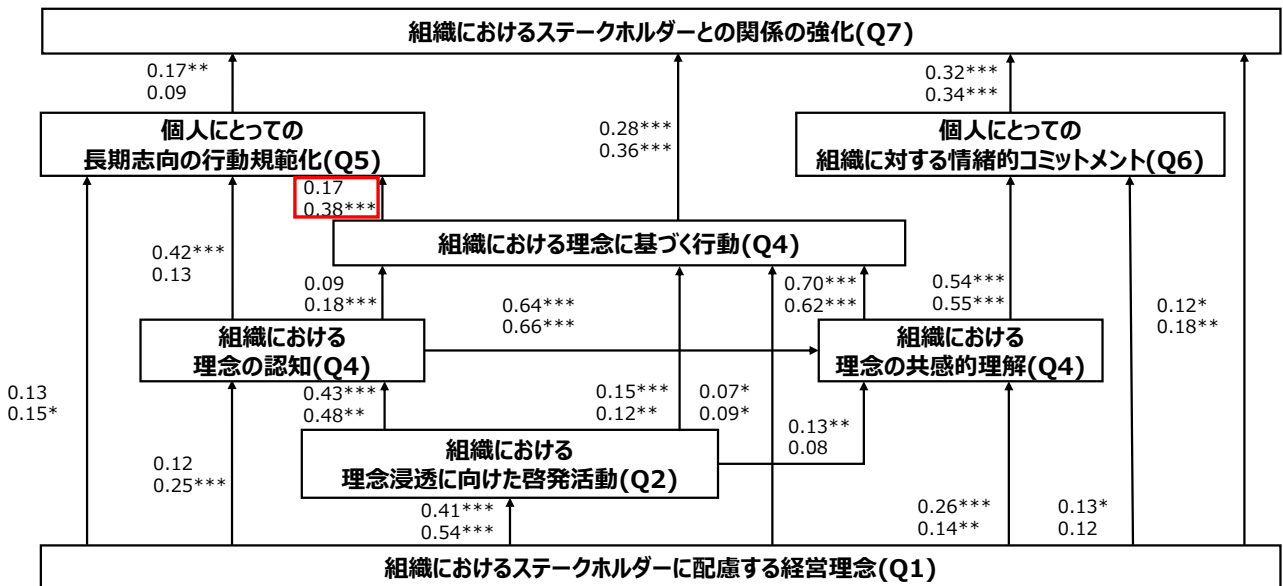 組織におけるステークホルダーとの関係の強化(Q7)
0.17**
0.09
0.32***
0.34***
個人にとっての
長期志向の行動規範化(Q5)
0.28***
0.36***
個人にとっての
組織に対する情緒的コミットメント(Q6)
0.17
0.38***
組織における理念に基づく行動(Q4)
0.42***
0.13
0.09
0.18***
0.64***
0.66***
0.70***
0.62***
0.54***
0.55***
0.12*
0.18**
組織における
理念の認知(Q4)
組織における
理念の共感的理解(Q4)
0.13
0.15*
0.43***
0.48**
0.15***
0.12**
0.07*
0.09*
0.13**
0.08
組織における
理念浸透に向けた啓発活動(Q2)
0.12
0.25***
0.41***
0.54***
0.26***
0.14**
0.13*
0.12
組織におけるステークホルダーに配慮する経営理念(Q1)